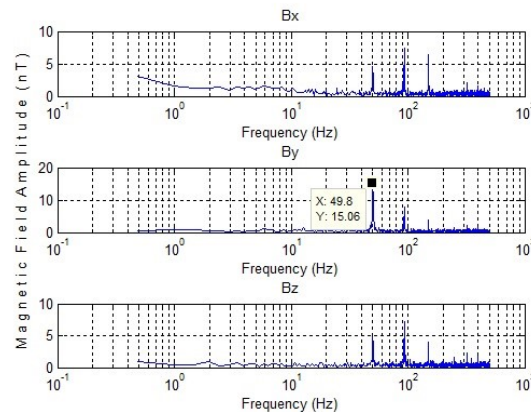 Bx
10
5
0
10^-1 10^0 10^1 10^2 10^3
Frequency (Hz)
By
20
10
0
X: 49.8
Y: 15.06
10^-1 10^0 10^1 10^2 10^3
Frequency (Hz)
Bz
10
5
0
10^-1 10^0 10^1 10^2 10
Frequency (Hz)
Magnetic Field Amplitude (nT)